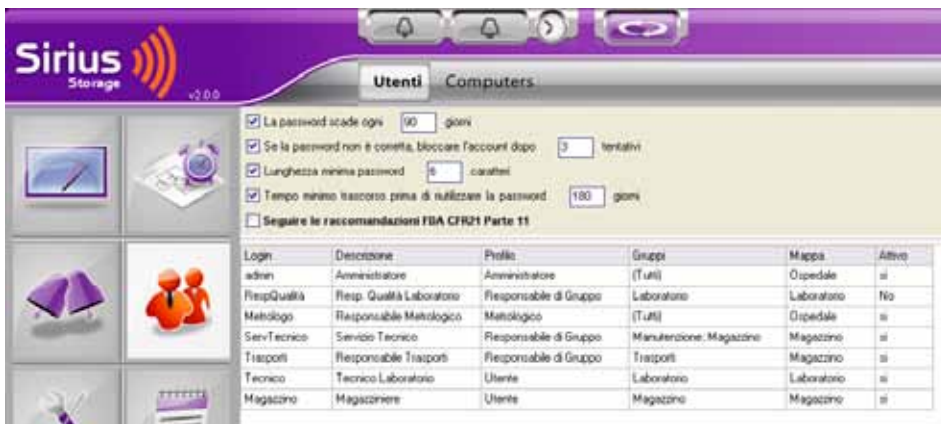 Sirius
Storage
v2.0.0
Utenti Computers
La password scade ogni 90 giorni
Se la password non è corretta, bloccare l'account dopo 3 tentativi
Lunghezza minima password 6 caratteri
Tempo minimo trascorso prima di riutilizzare la password 180 giorni
Seguire le raccomandazioni FDA CFR21 Parte 11
Login Descrizione Profilo Gruppi Mappa Attivo
admin Amministratore Amministratore (Tutti) Ospedale si
RespQualità Resp. Qualità Laboratorio Responsabile di Gruppo Laboratorio Laboratorio No
Metrologo Responsabile Metrologico Metrologico (Tutti) Ospedale si
ServTecnico Servizio Tecnico Responsabile di Gruppo Manutenzione; Magazzino Magazzino si
Trasporti Responsabile Trasporti Responsabile di Gruppo Trasporti Magazzino si
Tecnico Tecnico Laboratorio Utente Laboratorio Laboratorio si
Magazzino Magazziniere Utente Magazzino Magazzino si